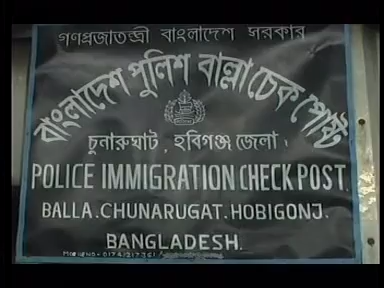 গণপ্রজাতন্ত্রী বাংলাদেশ সরকার
বাংলাদেশ পুলিশ বাল্লা চেক পোষ্ট
চুনারুঘাট, হবিগঞ্জ জেলা।
POLICE IMMIGRATION CHECK POST.
BALLA.CHUNARUGAT.HOBIGONJ.
BANGLADESH.